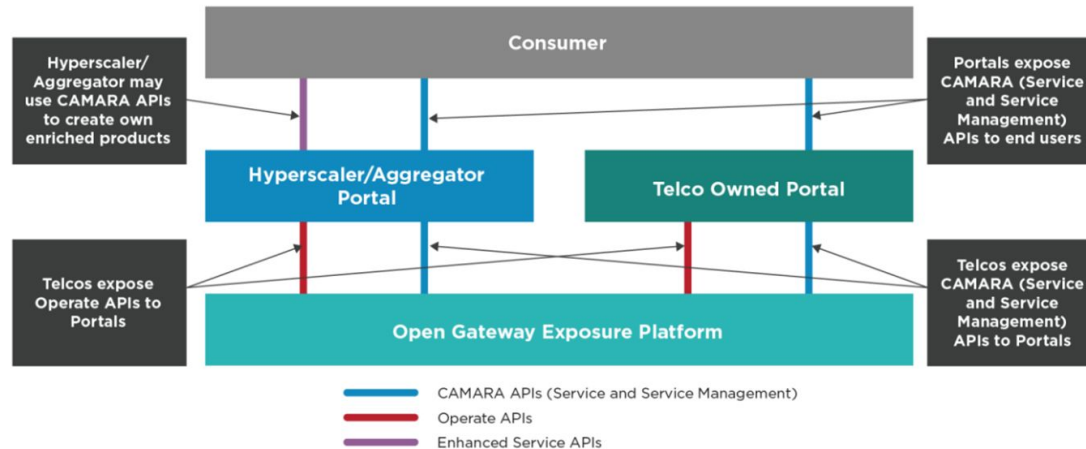 Consumer
Hyperscaler/
Aggregator may
use CAMARA APIs
to create own
enriched products
Portals expose
CAMARA (Service
and Service
Management)
APIs to end users
Hyperscaler/Aggregator
Portal
Telco Owned Portal
Telcos expose
Operate APIs to
Portals
Telcos expose
CAMARA (Service
and Service
Management)
APIs to Portals
Open Gateway Exposure Platform
CAMARA APIs (Service and Service Management)
Operate APIs
Enhanced Service APIs